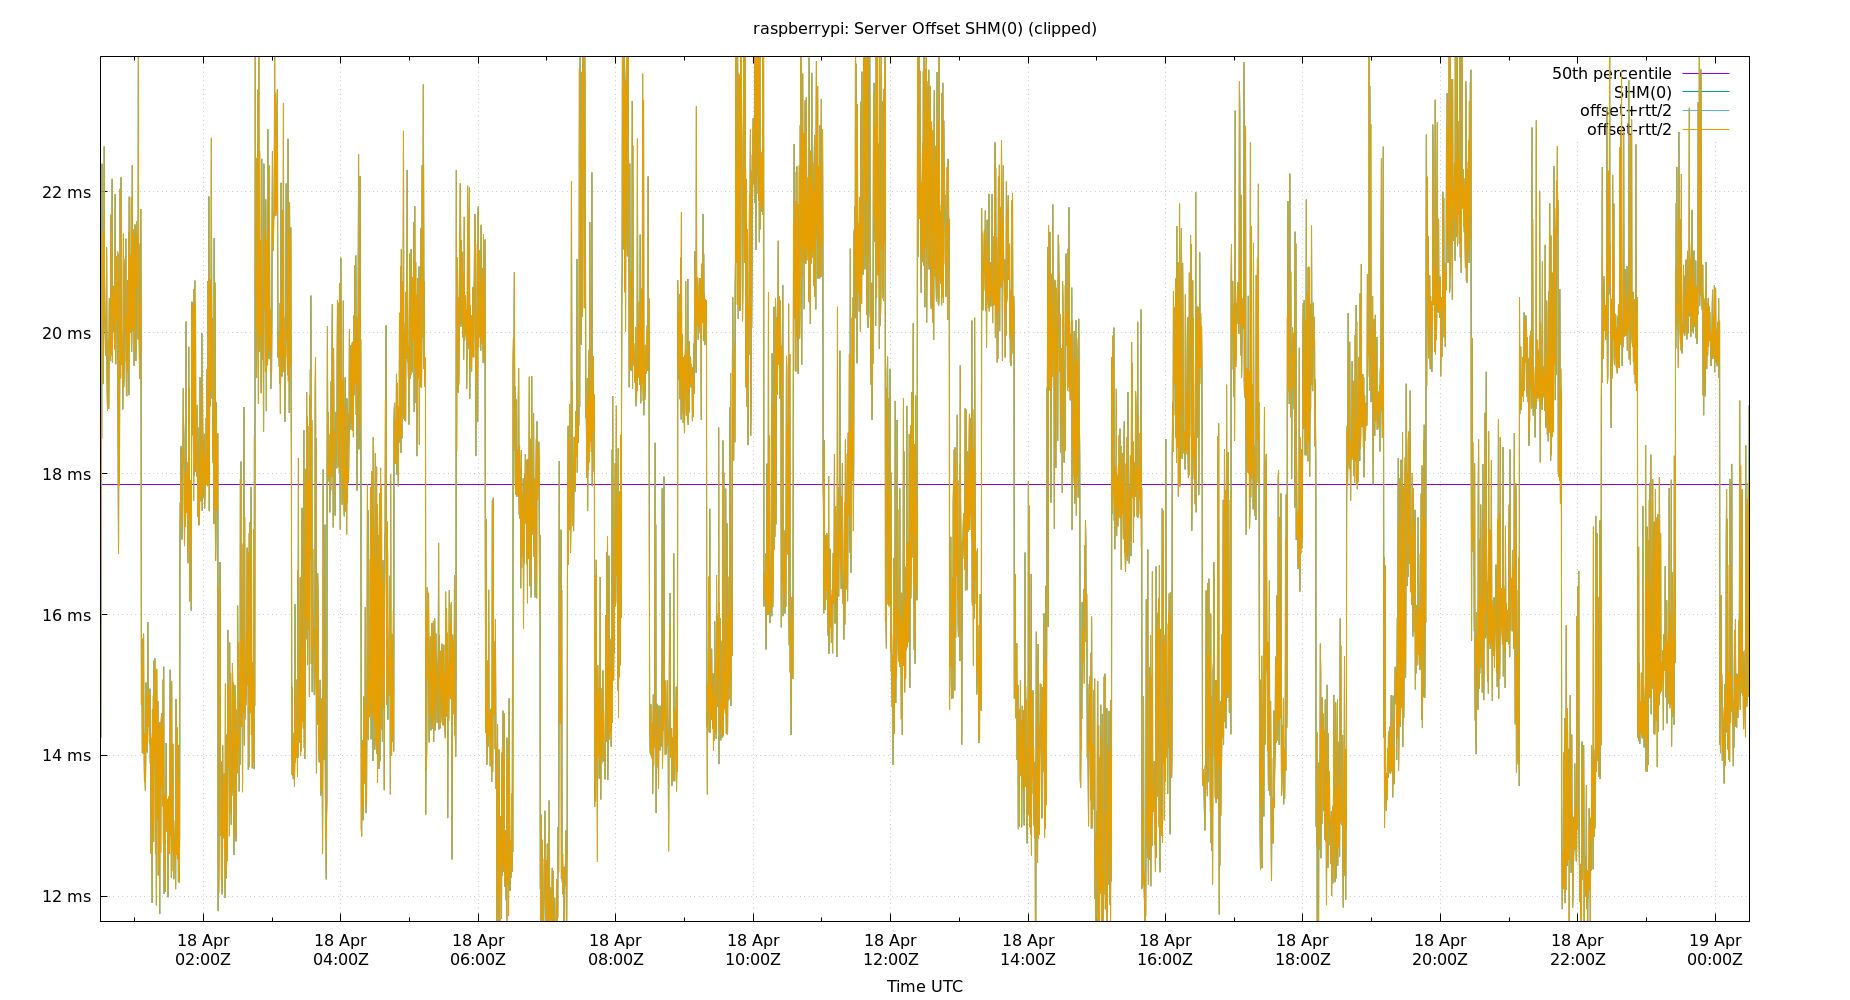 raspberrypi: Server Offset SHM(0) (clipped)
50th percentile
SHM(0)
offset+rtt/2
offset-rtt/2
22 ms
20 ms
18 ms
16 ms
14 ms
12 ms
18 Apr 18 Apr 18 Apr 18 Apr 18 Apr 18 Apr 18 Apr 18 Apr 18 Apr 18 Apr 18 Apr 19 Apr
02:00Z 04:00Z 06:00Z 08:00Z 10:00Z 12:00Z 14:00Z 16:00Z 18:00Z 20:00Z 22:00Z 00:00Z
Time UTC